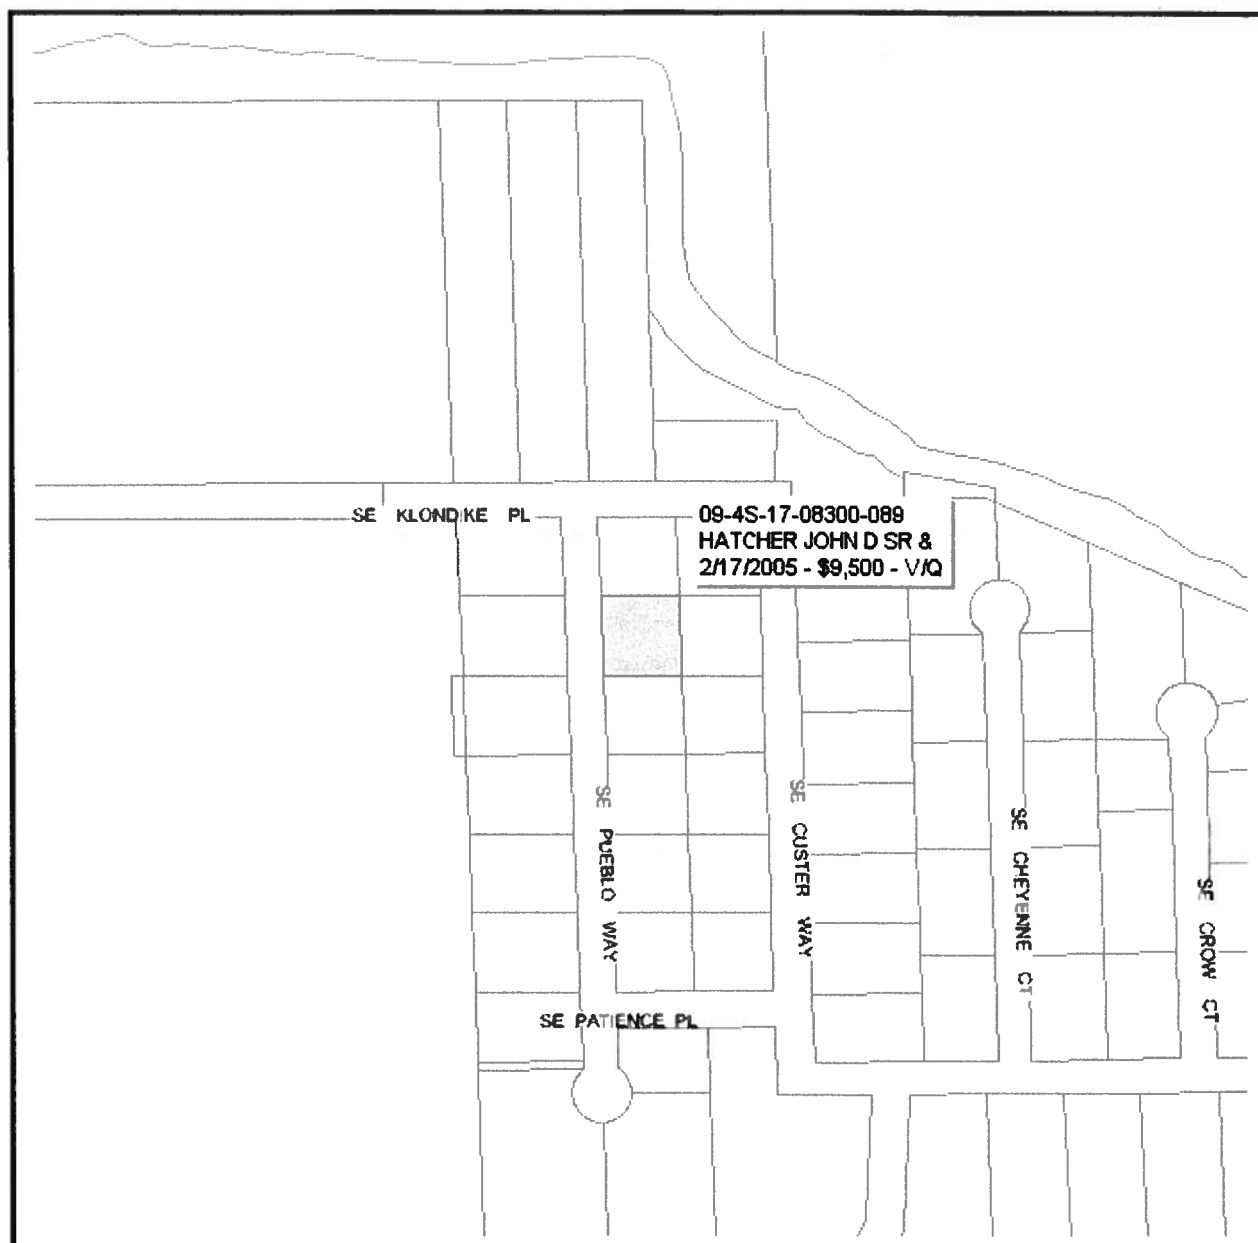 SE KLONDIKE PL
09-4S-17-08300-089
HATCHER JOHN D SR &
2/17/2005 - $9,500 - V/Q
SE PUEBLO WAY
SE CUSTER WAY
SE CHEYENNE CT
SE CROW CT
SE PATIENCE PL